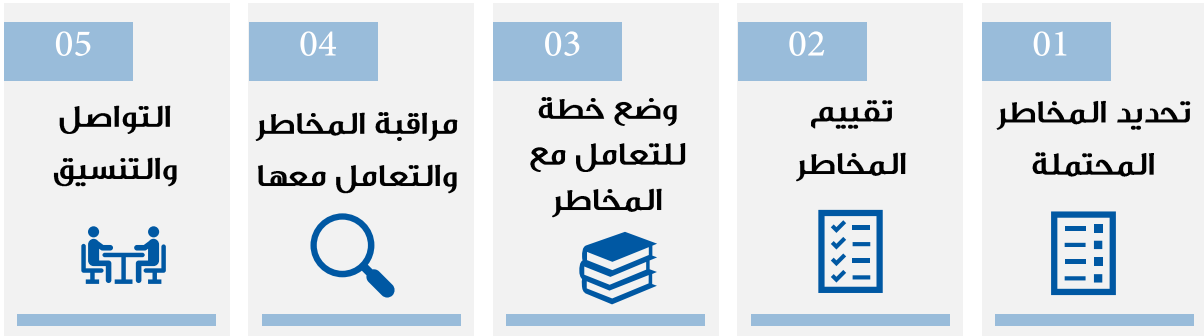 01
تحديد المخاطر
المحتملة
02
تقييم
المخاطر
03
وضع خطة
للتعامل مع
المخاطر
04
مراقبة المخاطر
والتعامل معها
05
التواصل
والتنسيق